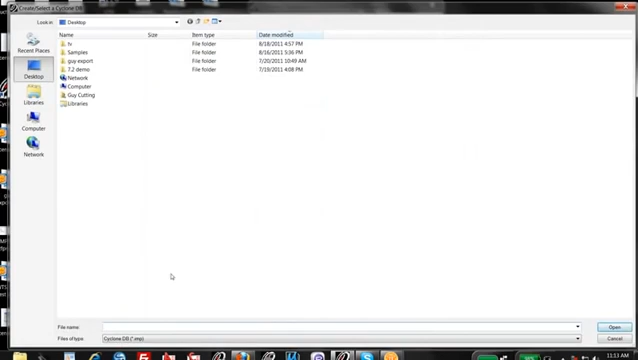 Create/Select a Cyclone DB
Look in: Desktop
Name Size Item type Date modified
tv File folder 8/18/2011 4:57 PM
Samples File folder 8/16/2011 5:36 PM
guy export File folder 7/20/2011 10:49 AM
7.2 demo File folder 7/19/2011 4:08 PM
Network
Computer
Guy Cutting
Libraries
Recent Places
Desktop
Libraries
Computer
Network
File name: Open
Files of type: Cyclone DB (*.imp) Cancel
11:13 AM